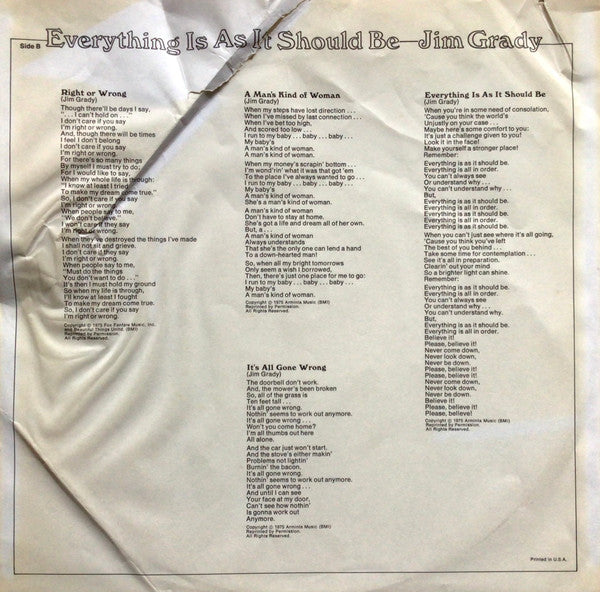 Side B
Everything Is As It Should Be—Jim Grady
Right or Wrong
(Jim Grady)
Though there'll be days I say,
". . . I can't hold on . . ."
I don't care if you say
I'm right or wrong.
And, though there will be times
I feel I don't belong
I don't care if you say
I'm right or wrong.
For there's so many things
By myself I must try to do.
For I would like to say,
When my whole life is through:
"I know at least I tried
To make my dream come true."
So, I don't care if you say
I'm right or wrong.
When people say to me,
"We don't believe."
I won't care if they say
I'm right or wrong.
When they've destroyed the things I've made
I shall not sit and grieve.
I don't care if they say
I'm right or wrong.
When people say to me,
"Must do the things
You don't want to do . . ."
It's then I must hold my ground
So when my life is through,
I'll know at least I fought
To make my dream come true.
So, I don't care if you say
I'm right or wrong.
Copyright © 1975 Fox Fanfare Music, Inc.
and Beautiful Things Unltd. (BMI)
Reprinted by Permission.
All Rights Reserved.
A Man's Kind of Woman
(Jim Grady)
When my steps have lost direction . . .
When I've missed by last connection . . .
When I've bet too high,
And scored too low . . .
I run to my . . . baby . . . baby . . . baby
My baby's
A man's kind of woman.
When my money's scrapin' bottom . . .
I'm wond'rin' what it was that got 'em
To the place I've always wanted to go . . .
I run to my . . . baby . . . baby . . . baby
My baby's
A man's kind of woman.
A man's kind of woman.
She's a man's kind of woman.
A man's kind of woman
Don't have to stay at home.
She's got a life and dream all of her own.
But, a . . .
A man's kind of woman
Always understands
That she's the only one can lend a hand
To a down-hearted man!
So, when all my bright tomorrows
Only seem a wish I borrowed,
Then, there's just one place for me to go:
I run to my . . . baby . . . baby . . . baby
My baby's
A man's kind of woman.
Copyright © 1975 Arminta Music (BMI)
Reprinted by Permission.
All Rights Reserved.
It's All Gone Wrong
(Jim Grady)
The doorbell don't work.
And, the mower's been broken
So, all of the grass is
Ten feet tall . . .
It's all gone wrong.
Nothin' seems to work out anymore.
It's all gone wrong . . .
Won't you come home?
I'm all thumbs out here
All alone.
And the car just won't start.
And the stove's either makin'
Problems not lightin'
Burnin' the bacon.
It's all gone wrong.
Nothin' seems to work out anymore.
It's all gone wrong . . .
And until I can see
Your face at my door,
Can't see how nothin'
Is gonna work out
Anymore.
Copyright © 1975 Arminta Music (BMI)
Reprinted by Permission.
All Rights Reserved.
Everything Is As It Should Be
(Jim Grady)
When you're in some need of consolation,
'Cause you think the world's
Unjustly on your case . . .
Maybe here's some comfort to you:
It's just a challenge given to you!
Look it in the face!
Make yourself a stronger place!
Remember:
Everything is as it should be.
Everything is all in order.
You can't always see
Or understand why . . .
You can't understand why . . .
But,
Everything is as it should be.
Everything is all in order.
Everything is as it should be.
Everything is all in order.
When you can't just see where it's all going,
'Cause you think you've left
The best of you behind . . .
Take some time for contemplation . . .
See it's all in preparation.
Clearin' out your mind
So a brighter light can shine.
Remember:
Everything is as it should be.
Everything is all in order.
You can't always see
Or understand why . . .
You can't understand why.
But,
Everything is as it should be.
Everything is all in order.
Believe it!
Please, believe it!
Never come down,
Never look down,
Never be down.
Please, believe it!
Never come down,
Never look down,
Never be down.
Believe it!
Please, believe it!
Please, believe!
Copyright © 1975 Arminta Music (BMI)
Reprinted by Permission.
All Rights Reserved.
Printed in U.S.A.